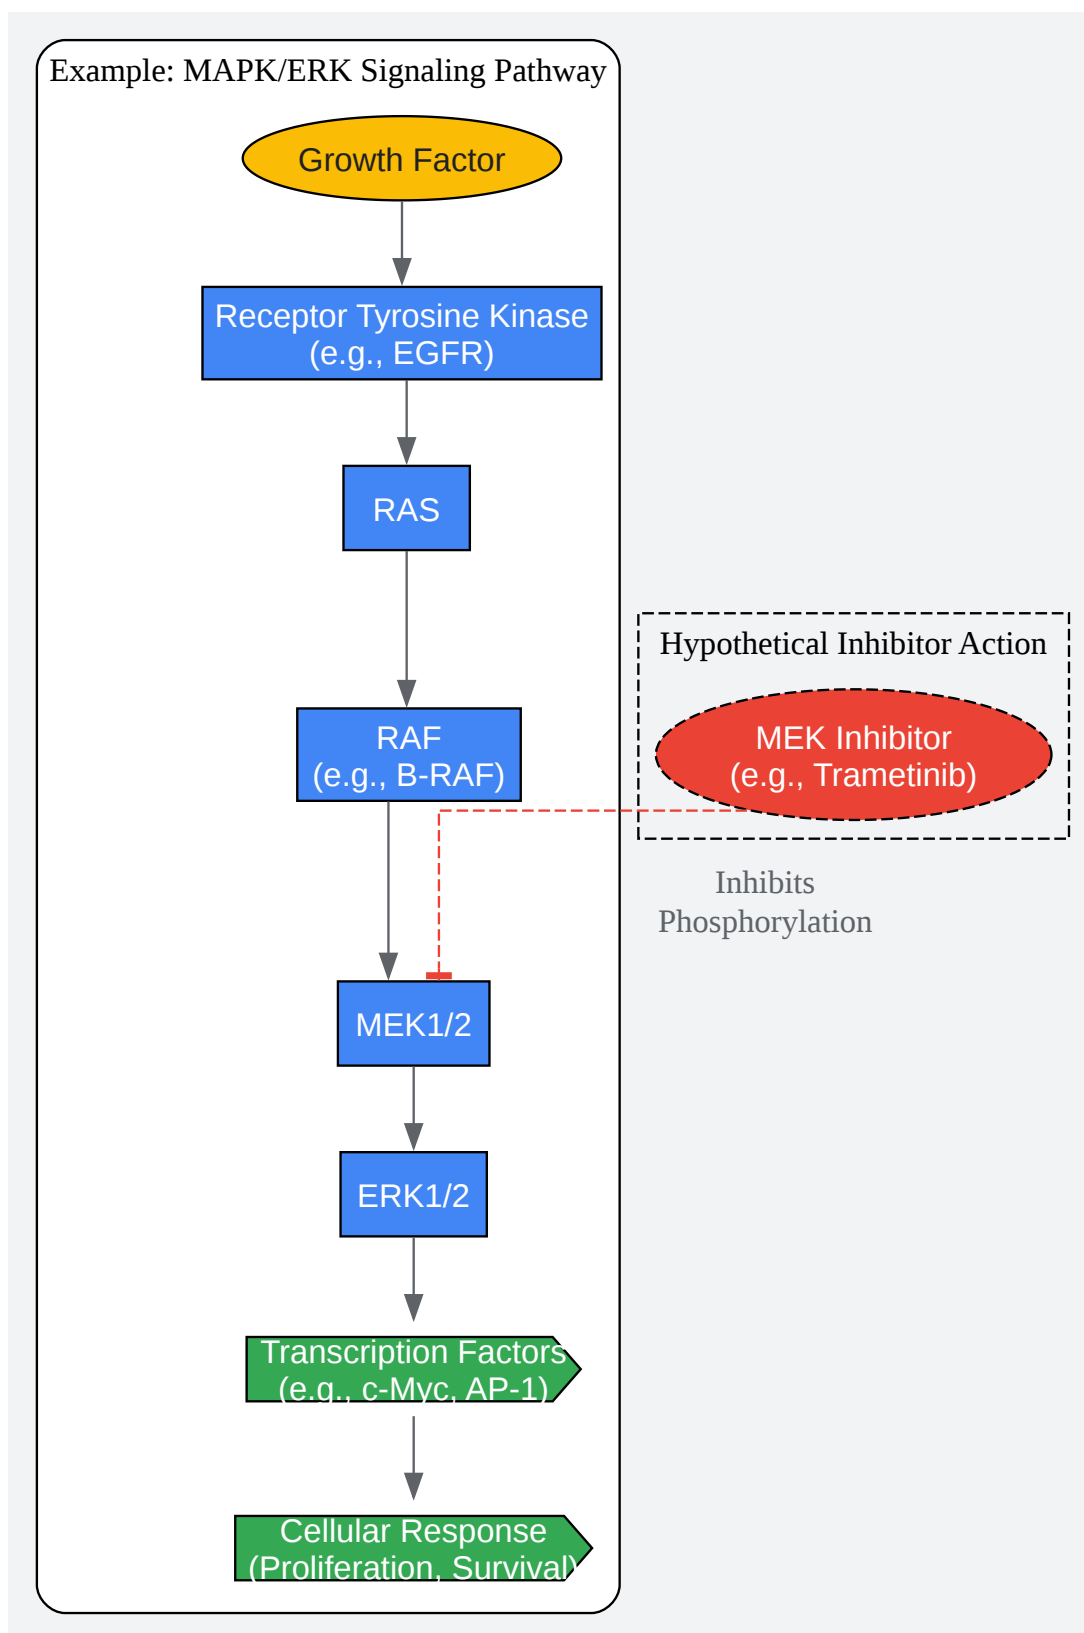 Example: MAPK/ERK Signaling Pathway
Growth Factor
Receptor Tyrosine Kinase
(e.g., EGFR)
RAS
Hypothetical Inhibitor Action
RAF
(e.g., B-RAF)
MEK Inhibitor
(e.g., Trametinib)
Inhibits
Phosphorylation
MEK1/2
ERK1/2
Transcription Factors
(e.g., c-Myc, AP-1)
Cellular Response
(Proliferation, Survival)